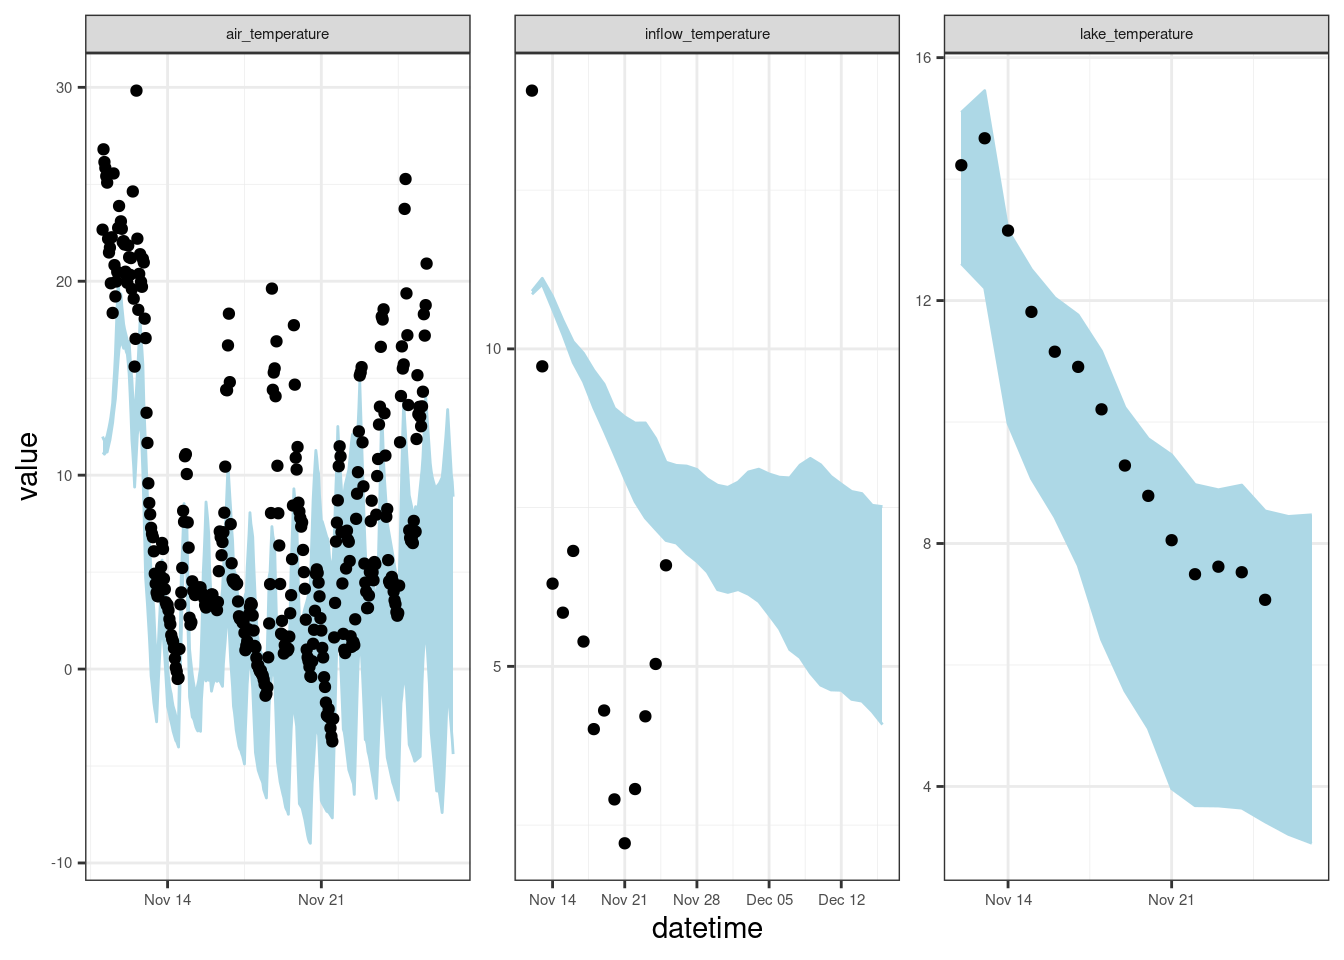 air_temperature
inflow_temperature
lake_temperature
30
20
10
0
-10
10
5
16
12
8
4
value
Nov 14
Nov 21
Nov 14
Nov 21
Nov 28
Dec 05
Dec 12
Nov 14
Nov 21
datetime